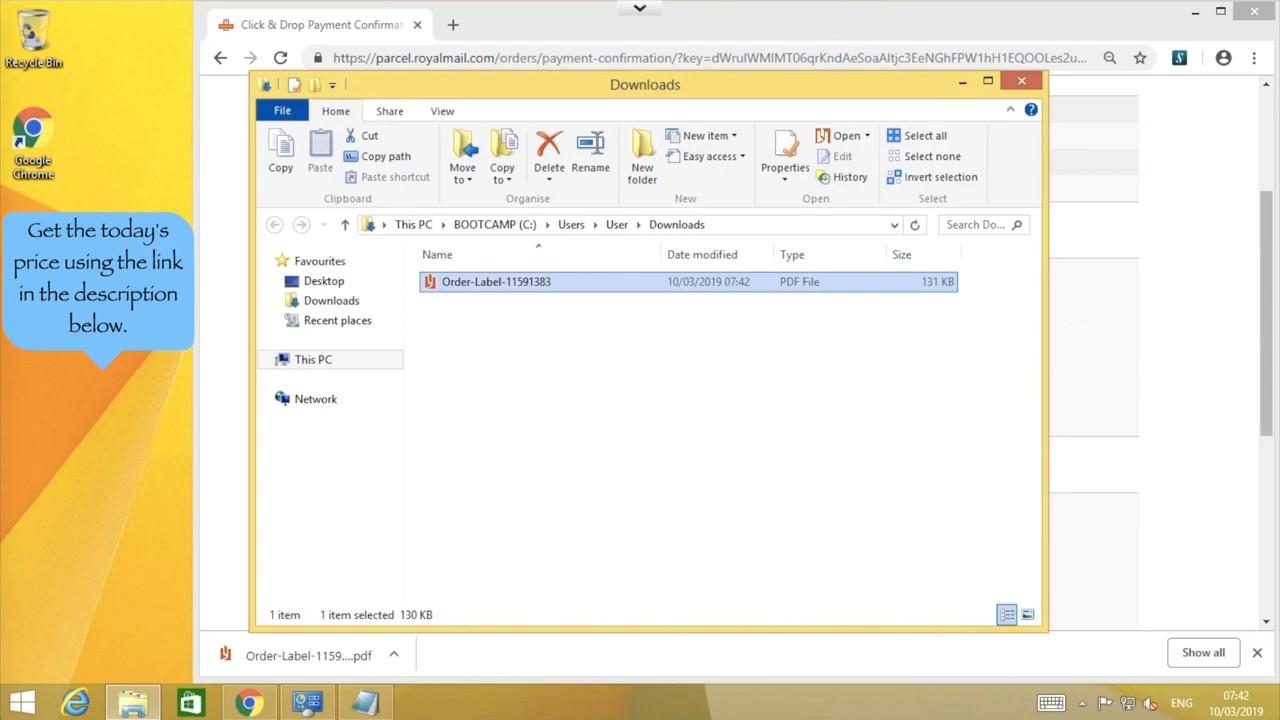 Recycle Bin
Google
Chrome
Get the today's
price using the link
in the description
below.
Click & Drop Payment Confirmat
https://parcel.royalmail.com/orders/payment-confirmation/?key=dWruIWMIMT06qrKndAeSoaAltjc3EeNGhFPW1hH1EQOOLes2u...
Downloads
File Home Share View
Copy
Paste
Cut
Copy path
Paste shortcut
Clipboard
Move
to
Copy
to
Delete
Rename
Organise
New
folder
New item
Easy access
New
Properties
Open
Edit
History
Open
Select all
Select none
Invert selection
Select
This PC BOOTCAMP (C:) Users User Downloads
Search Do...
Favourites
Desktop
Downloads
Recent places
This PC
Network
Name Date modified Type Size
Order-Label-11591383 10/03/2019 07:42 PDF File 131 KB
1 item 1 item selected 130 KB
Order-Label-1159....pdf
Show all
ENG
07:42
10/03/2019